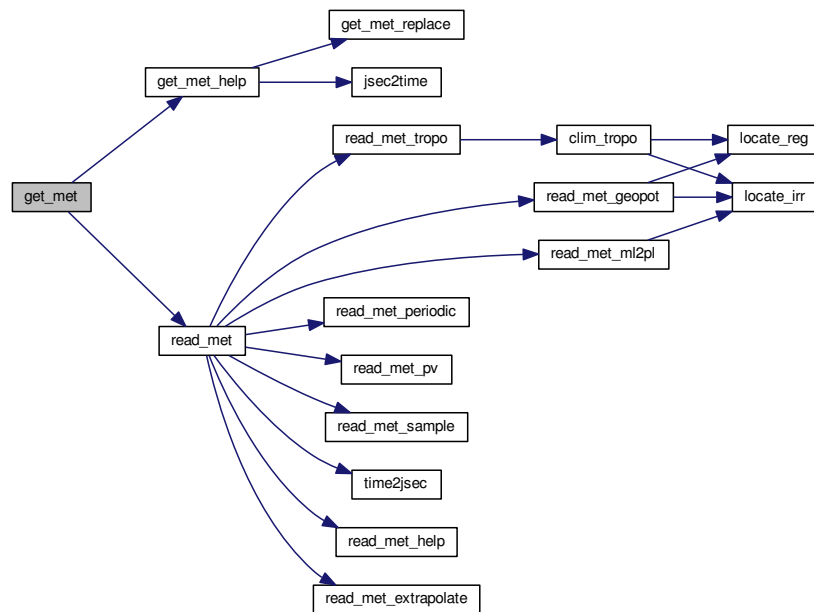 get_met_replace
get_met_help
jsec2time
read_met_tropo
clim_tropo
locate_reg
get_met
read_met_geopot
locate_irr
read_met_ml2pl
read_met_periodic
read_met
read_met_pv
read_met_sample
time2jsec
read_met_help
read_met_extrapolate